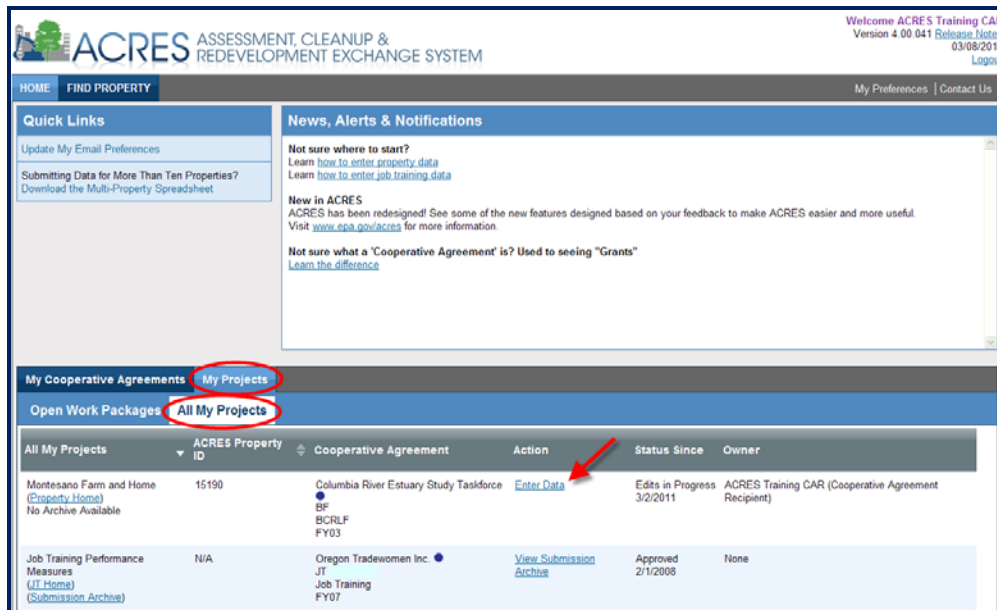 ACRES ASSESSMENT, CLEANUP &
REDEVELOPMENT EXCHANGE SYSTEM
Welcome ACRES Training
Version 4.00.041 Release
03/08/201
HOME FIND PROPERTY
My Preferences | Contact Us
Quick Links
Update My Email Preferences
Submitting Data for More Than Ten Properties?
Download the Multi-Property Spreadsheet
News, Alerts & Notifications
Not sure where to start?
Learn how to enter property data
Learn how to enter job training data
New in ACRES
ACRES has been redesigned! See some of the new features designed based on your feedback to make ACRES easier and more useful.
Visit www.epa.gov/acres for more information.
Not sure what a 'Cooperative Agreement' is? Used to seeing "Grants"
Learn the difference
My Cooperative Agreements My Projects
Open Work Packages All My Projects
All My Projects ACRES Property ID Cooperative Agreement Action Status Since Owner
Montesano Farm and Home
(Property Home)
No Archive Available
15190
Columbia River Estuary Study Taskforce
BF
BCRLF
FY03
Enter Data
Edits in Progress
3/2/2011
ACRES Training CAR (Cooperative Agreement
Recipient)
Job Training Performance
Measures
(JT Home)
(Submission Archive)
N/A
Oregon Tradewomen Inc.
JT
Job Training
FY07
View Submission
Archive
Approved
2/1/2008
None